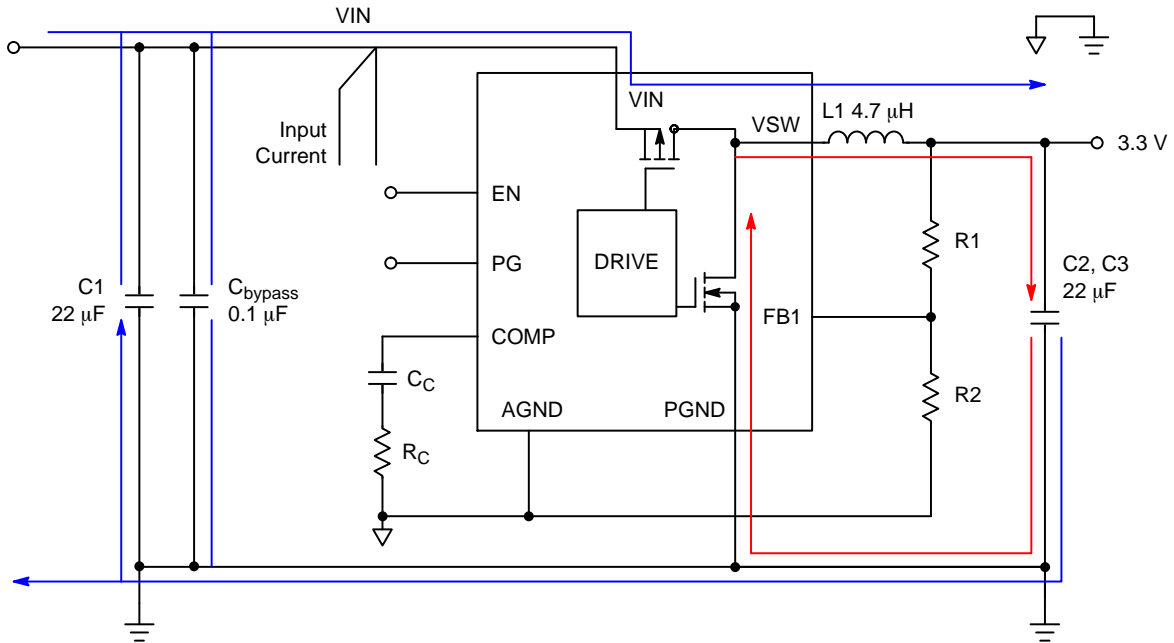 VIN
VIN
VSW
L1 4.7 μH
3.3 V
Input
Current
EN
DRIVE
PG
R1
C1
22 μF
Cbypass
0.1 μF
C2, C3
22 μF
FB1
COMP
CC
R2
AGND
PGND
RC